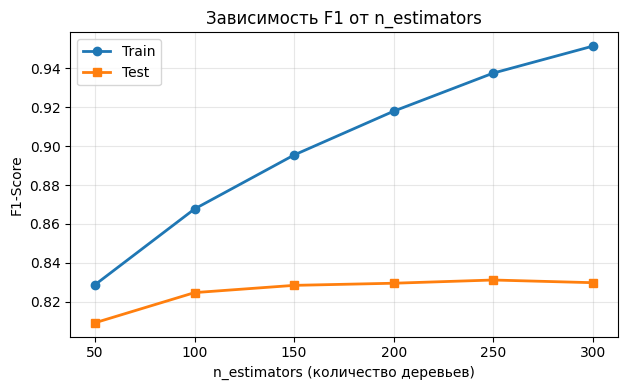 Зависимость F1 от n_estimators
Train
Test
F1-Score
0.94
0.92
0.90
0.88
0.86
0.84
0.82
50 100 150 200 250 300
n_estimators (количество деревьев)